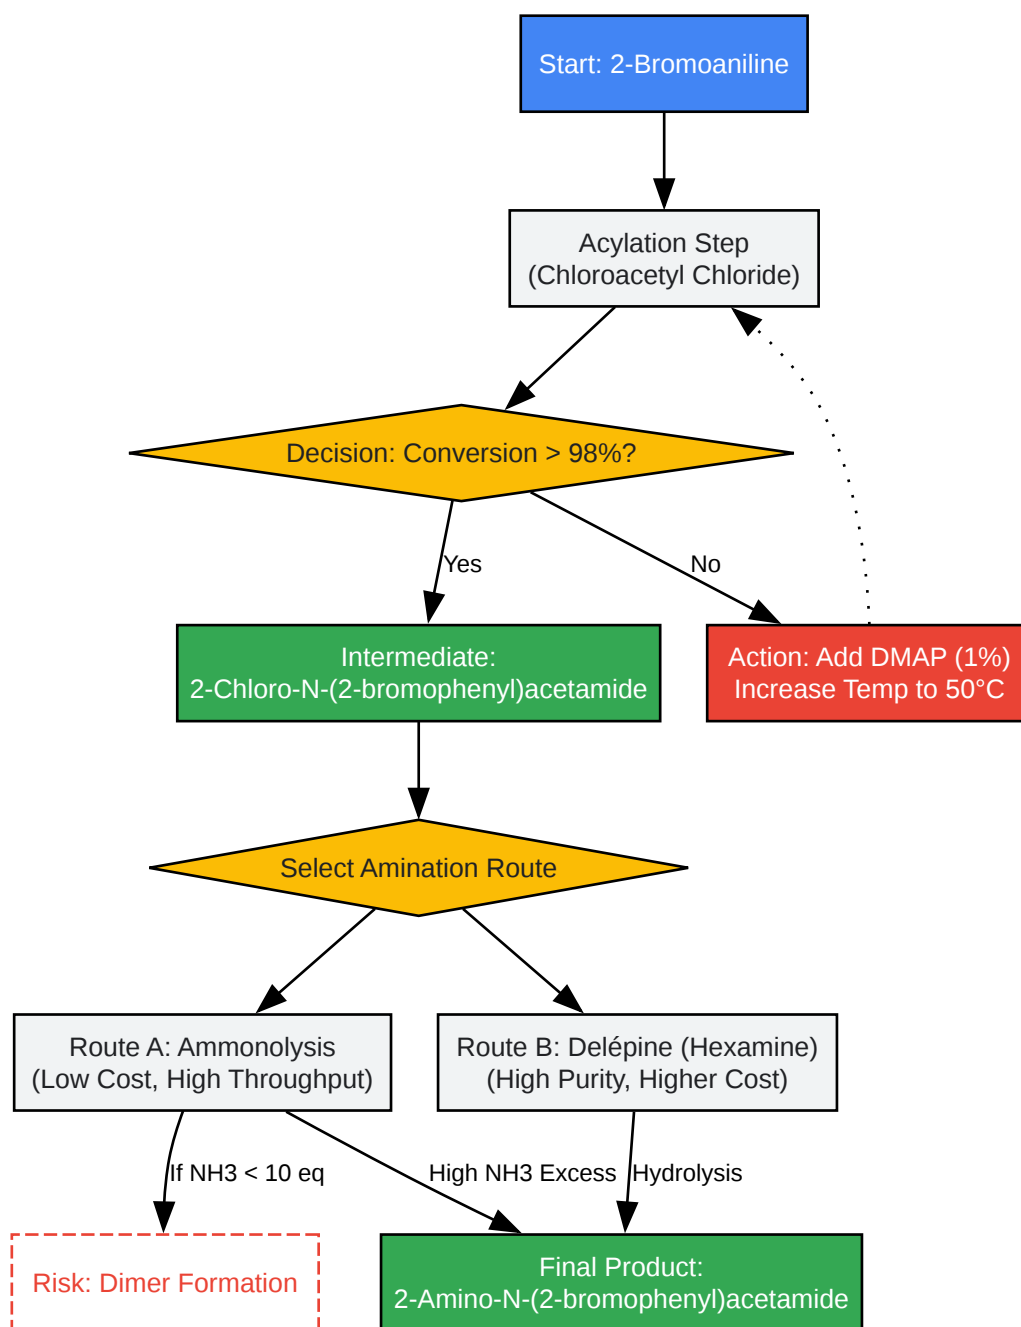 Start: 2-Bromoaniline
Acylation Step
(Chloroacetyl Chloride)
Decision: Conversion > 98%?
Yes
No
Intermediate:
2-Chloro-N-(2-bromophenyl)acetamide
Action: Add DMAP (1%)
Increase Temp to 50°C
Select Amination Route
Route A: Ammonolysis
(Low Cost, High Throughput)
Route B: Delépine (Hexamine)
(High Purity, Higher Cost)
If NH3 < 10 eq
High NH3 Excess
Hydrolysis
Risk: Dimer Formation
Final Product:
2-Amino-N-(2-bromophenyl)acetamide